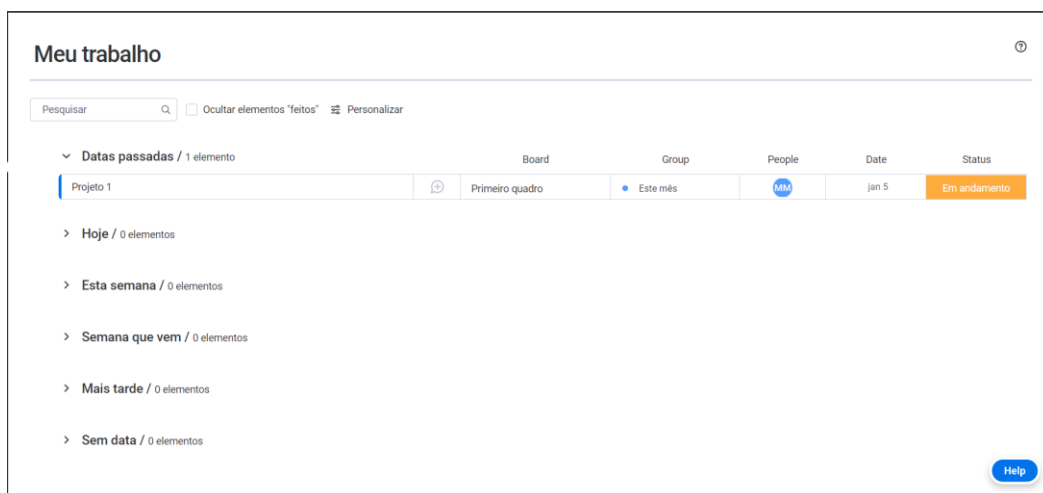 Meu trabalho
Pesquisar Ocultar elementos "feitos" Personalizar
Datas passadas / 1 elemento Board Group People Date Status
Projeto 1 Primeiro quadro Este mês MM jan 5 Em andamento
Hoje / 0 elementos
Esta semana / 0 elementos
Semana que vem / 0 elementos
Mais tarde / 0 elementos
Sem data / 0 elementos
Help